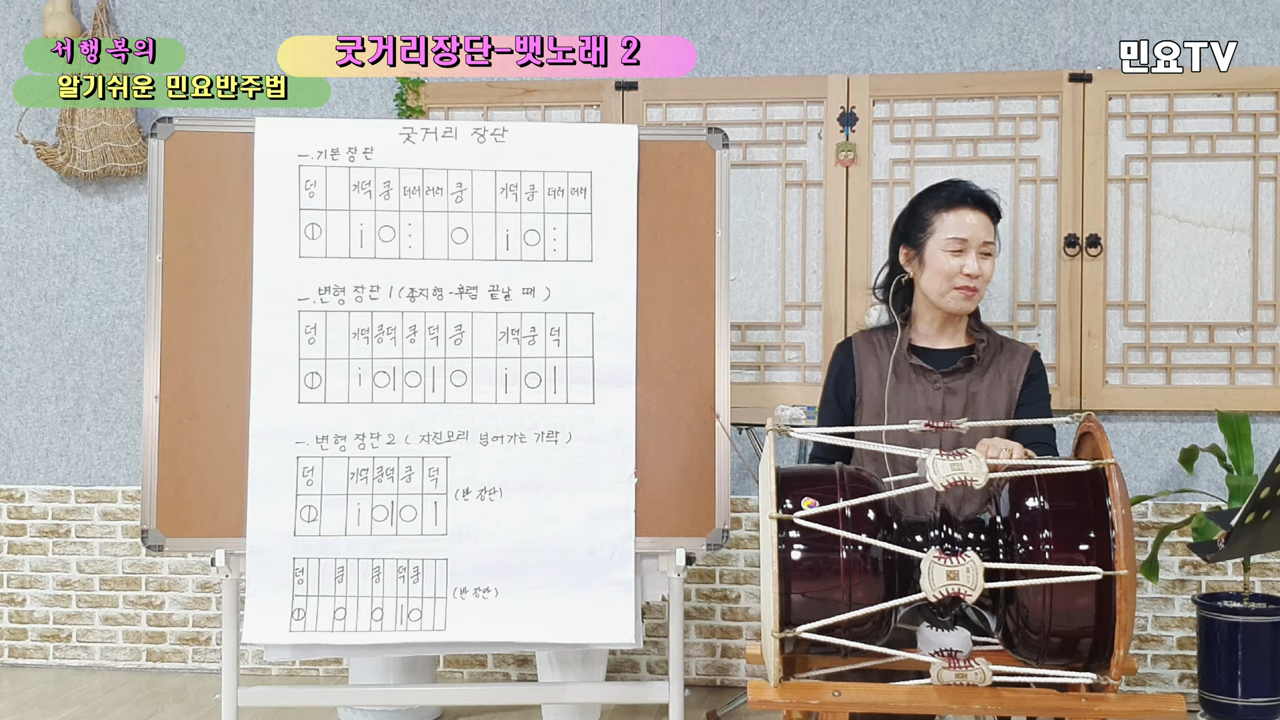 서행복의
알기쉬운 민요반주법
굿거리장단-뱃노래 2
민요TV
굿거리 장단
一. 기본 장단
덩 기덕 쿵 더러 러러 쿵 기덕 쿵 더러 러러
一. 변형 장단 1 (종지형-후렴 끝날 때)
덩 기덕 쿵덕 쿵 덕 쿵 기덕 쿵 덕
一. 변형 장단 2 (자진모리 넘어가는 가락)
덩 기덕 쿵덕 쿵 덕
(반 장단)
덩 쿵 쿵 덕 쿵
(반 장단)